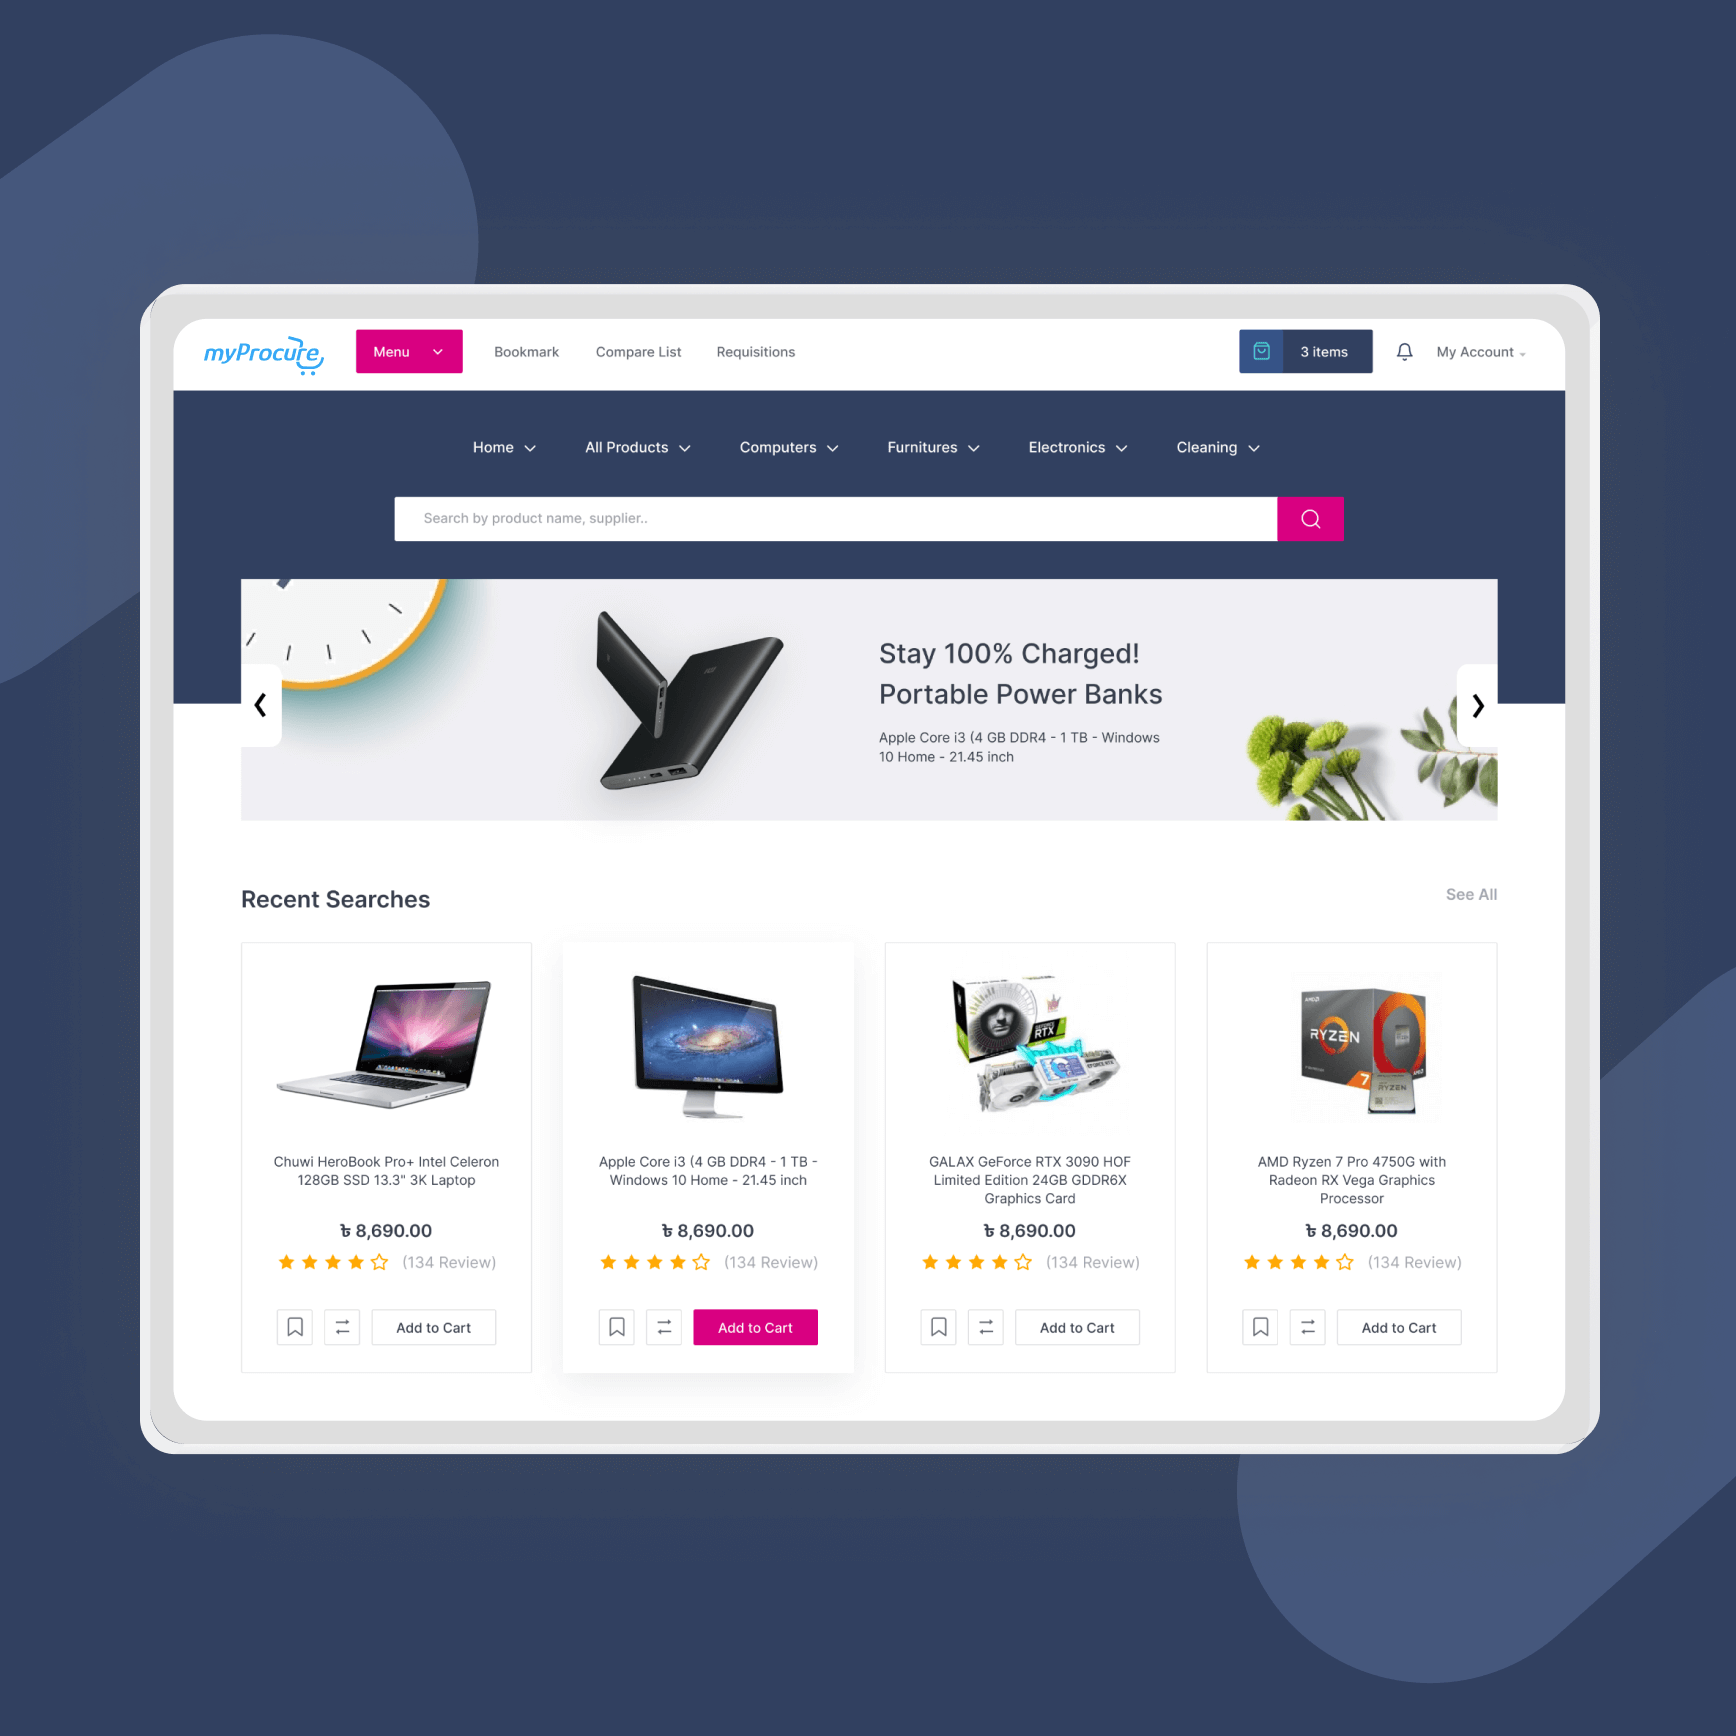 myProcure
Menu
Bookmark
Compare List
Requisitions
3 items
My Account
Home
All Products
Computers
Furnitures
Electronics
Cleaning
Search by product name, supplier..
Stay 100% Charged!
Portable Power Banks
Apple Core i3 (4 GB DDR4 - 1 TB - Windows
10 Home - 21.45 inch
Recent Searches
See All
GEFORCE
RTX
AMD
RYZEN
7
RYZEN
Chuwi HeroBook Pro+ Intel Celeron
128GB SSD 13.3" 3K Laptop
৳ 8,690.00
(134 Review)
Add to Cart
Apple Core i3 (4 GB DDR4 - 1 TB -
Windows 10 Home - 21.45 inch
৳ 8,690.00
(134 Review)
Add to Cart
GALAX GeForce RTX 3090 HOF
Limited Edition 24GB GDDR6X
Graphics Card
৳ 8,690.00
(134 Review)
Add to Cart
AMD Ryzen 7 Pro 4750G with
Radeon RX Vega Graphics
Processor
৳ 8,690.00
(134 Review)
Add to Cart